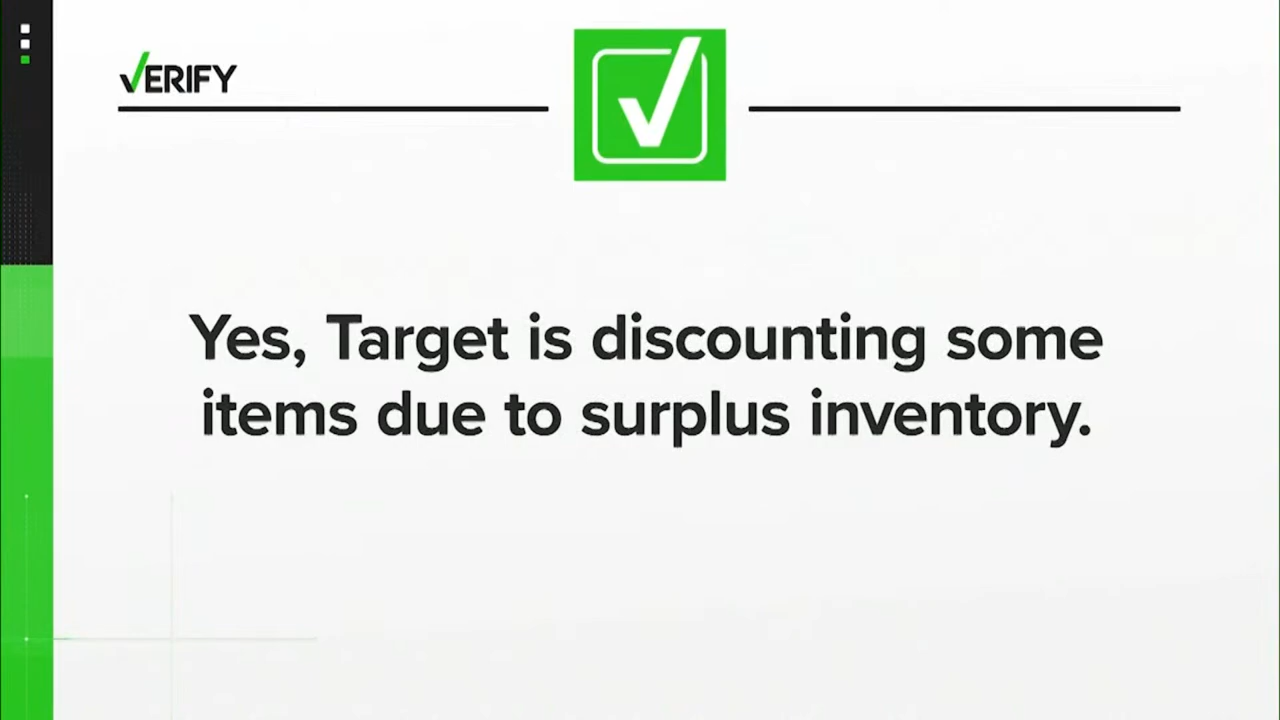 VERIFY
Yes, Target is discounting some
items due to surplus inventory.